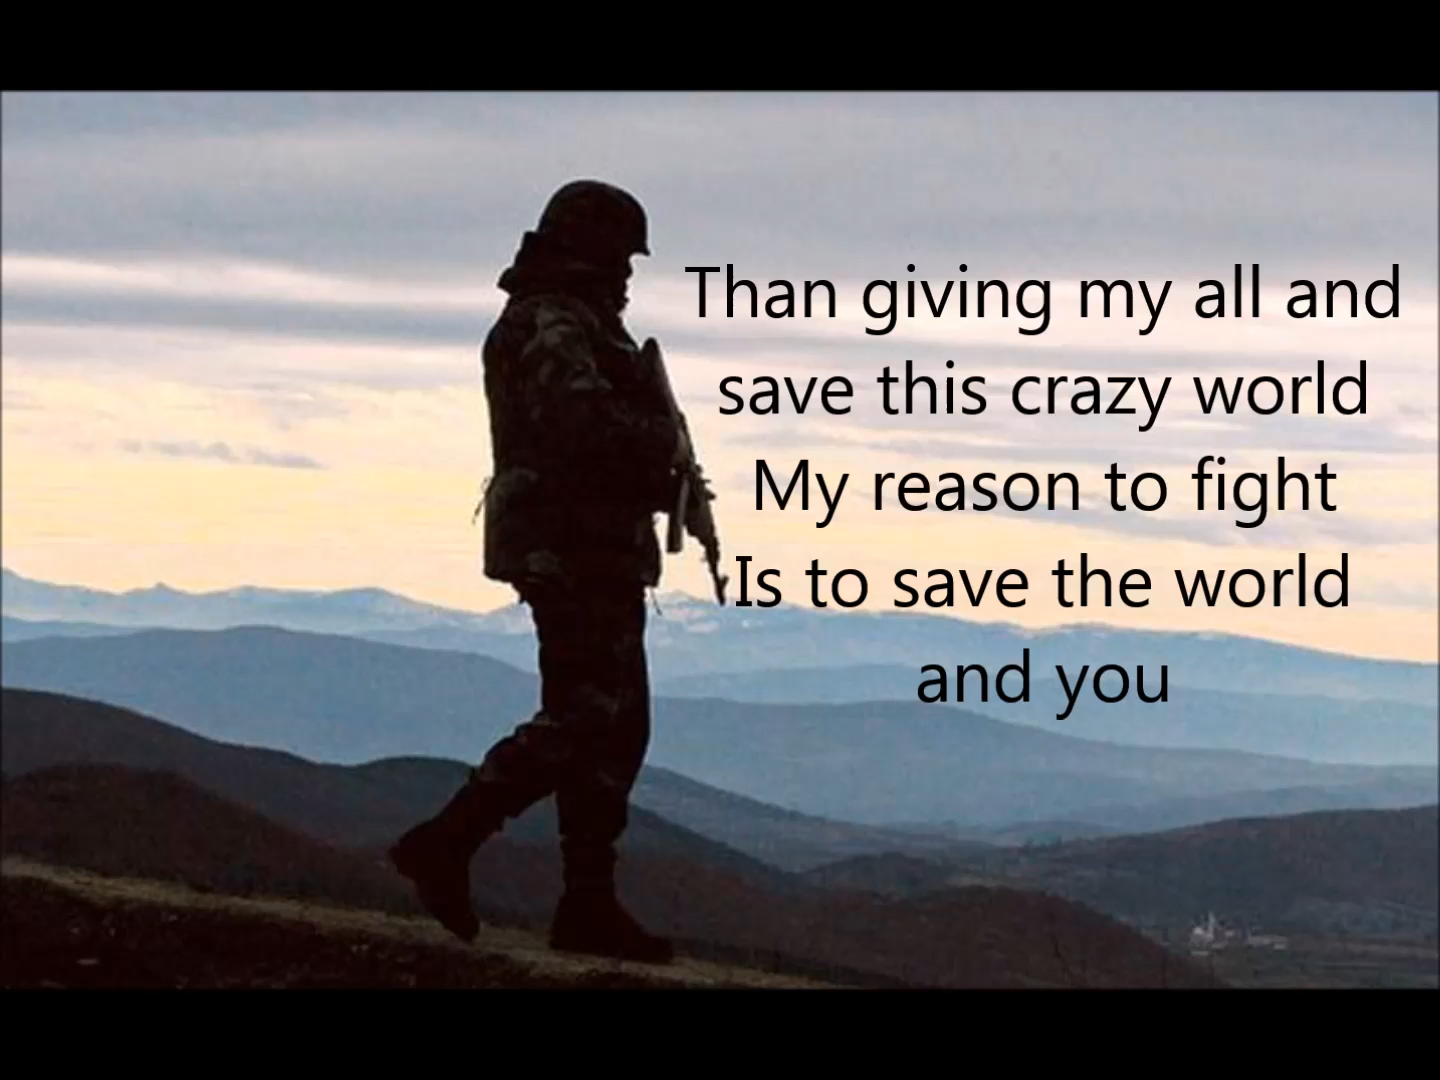 Than giving my all and
save this crazy world
My reason to fight
Is to save the world
and you